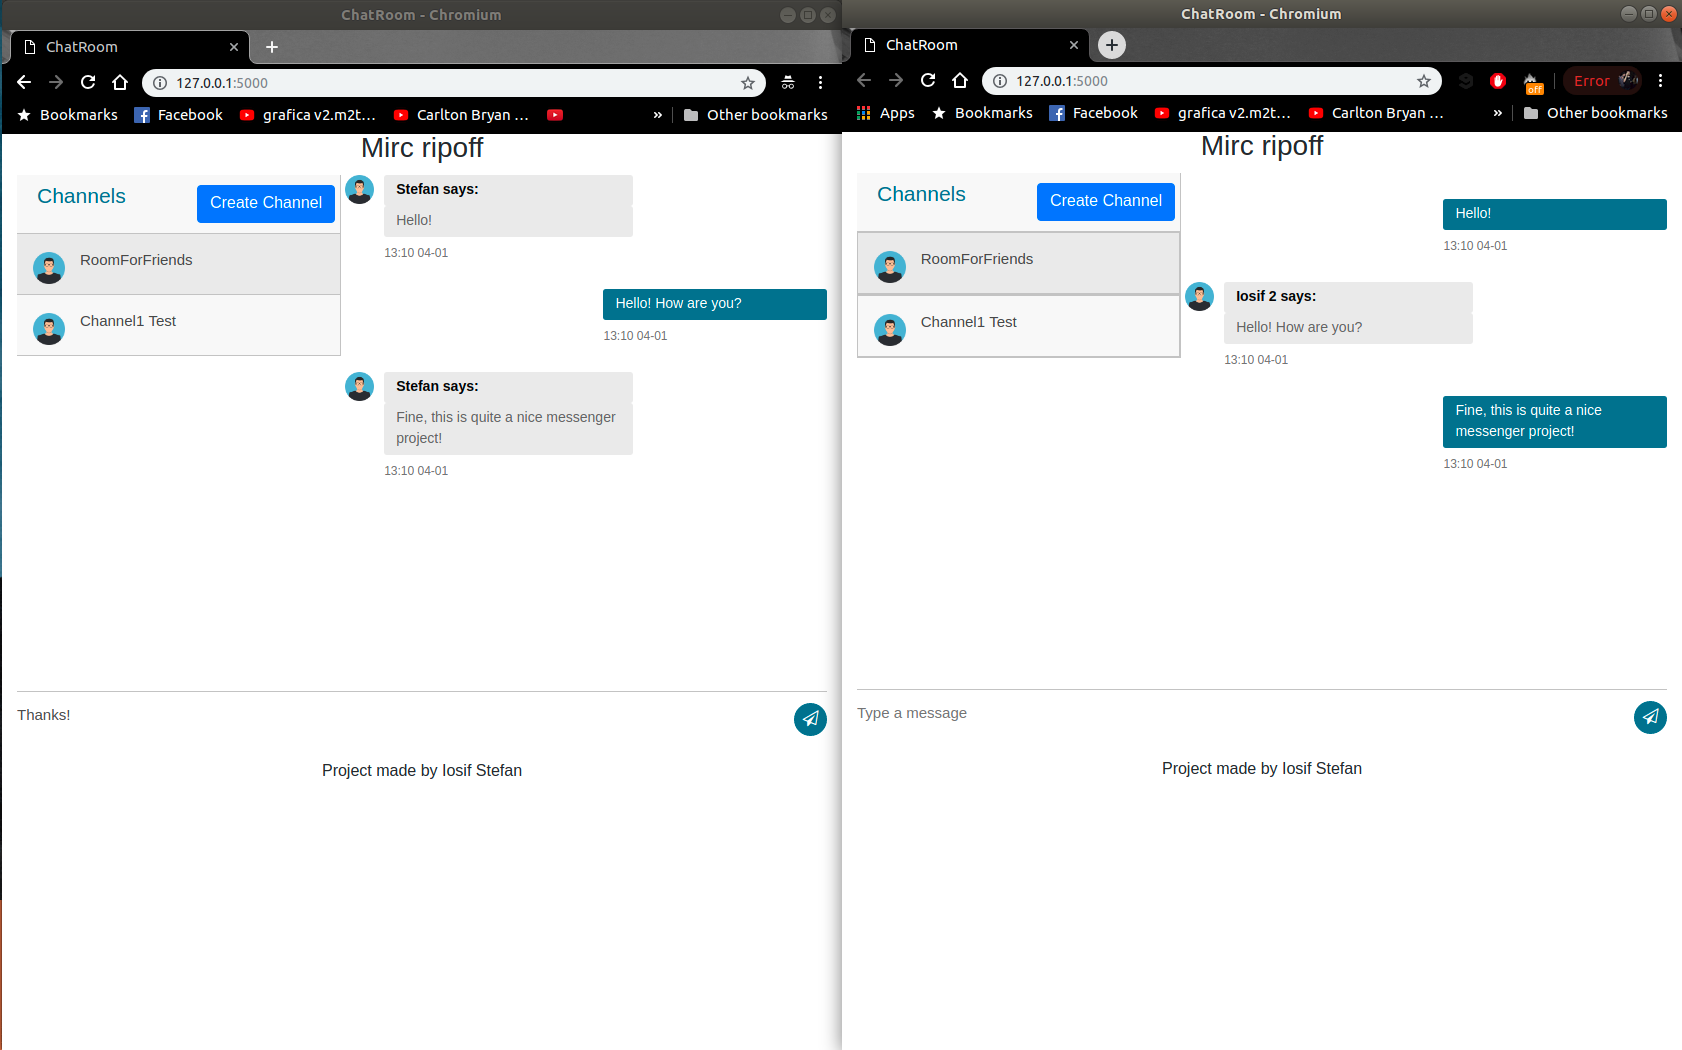 ChatRoom - Chromium
ChatRoom
127.0.0.1:5000
Bookmarks Facebook grafica v2.m2t... Carlton Bryan ... » Other bookmarks
Mirc ripoff
Channels
Create Channel
RoomForFriends
Channel1 Test
Stefan says:
Hello!
13:10 04-01
Hello! How are you?
13:10 04-01
Stefan says:
Fine, this is quite a nice messenger
project!
13:10 04-01
Thanks!
Project made by Iosif Stefan
ChatRoom - Chromium
ChatRoom
127.0.0.1:5000
off
Error
Apps Bookmarks Facebook grafica v2.m2t... Carlton Bryan ... » Other bookmarks
Mirc ripoff
Channels
Create Channel
RoomForFriends
Channel1 Test
Hello!
13:10 04-01
Iosif 2 says:
Hello! How are you?
13:10 04-01
Fine, this is quite a nice
messenger project!
13:10 04-01
Type a message
Project made by Iosif Stefan